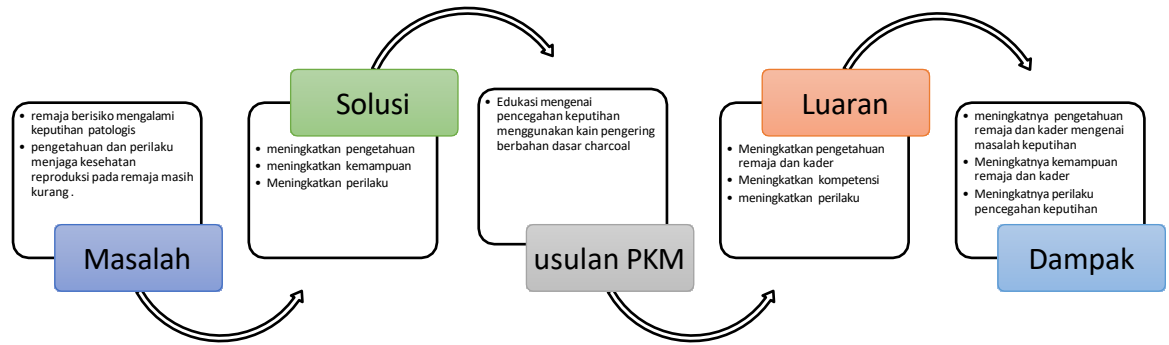 • remaja berisiko mengalami
keputihan patologis
• pengetahuan dan perilaku
menjaga kesehatan
reproduksi pada remaja masih
kurang .
Masalah
Solusi
• meningkatkan pengetahuan
• meningkatkan kemampuan
• Meningkatkan perilaku
• Edukasi mengenai
pencegahan keputihan
menggunakan kain pengering
berbahan dasar charcoal
usulan PKM
Luaran
• Meningkatkan pengetahuan
remaja dan kader
• Meningkatkan kompetensi
• meningkatkan perilaku
• meningkatnya pengetahuan
remaja dan kader mengenai
masalah keputihan
• Meningkatnya kemampuan
remaja dan kader
• Meningkatnya perilaku
pencegahan keputihan
Dampak